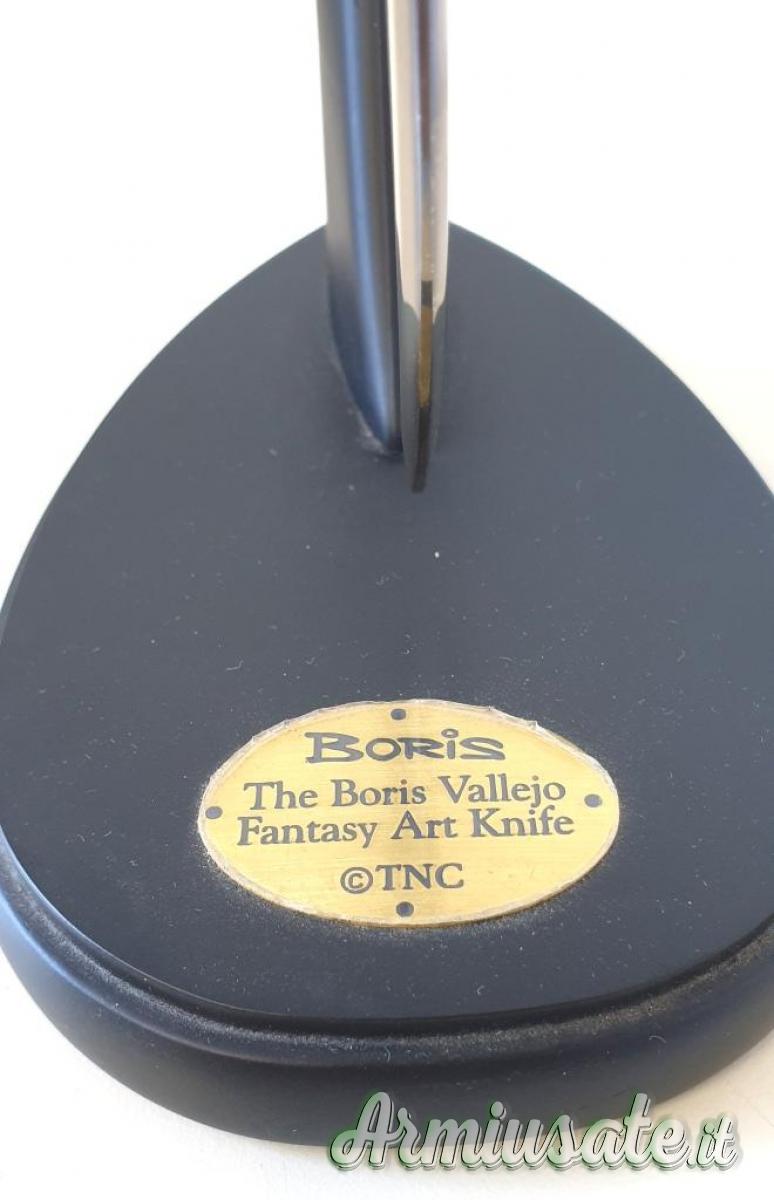 BORIS
The Boris Vallejo
Fantasy Art Knife
©TNC
Armiusate.it